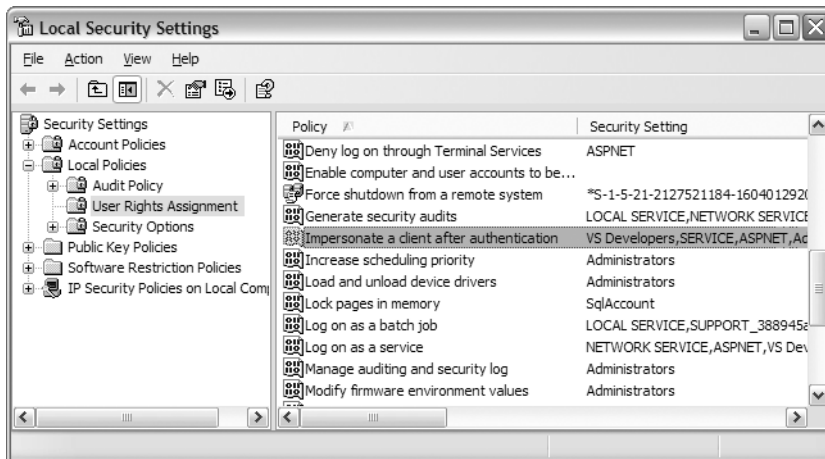 Local Security Settings
File Action View Help
Security Settings
Account Policies
Local Policies
Audit Policy
User Rights Assignment
Security Options
Public Key Policies
Software Restriction Policies
IP Security Policies on Local Com
Policy Security Setting
Deny log on through Terminal Services ASPNET
Enable computer and user accounts to be...
Force shutdown from a remote system *S-1-5-21-2127521184-1604012920
Generate security audits LOCAL SERVICE,NETWORK SERVICE
Impersonate a client after authentication VS Developers,SERVICE,ASPNET,Ad
Increase scheduling priority Administrators
Load and unload device drivers Administrators
Lock pages in memory SqlAccount
Log on as a batch job LOCAL SERVICE,SUPPORT_388945a
Log on as a service NETWORK SERVICE,ASPNET,VS Dev
Manage auditing and security log Administrators
Modify firmware environment values Administrators